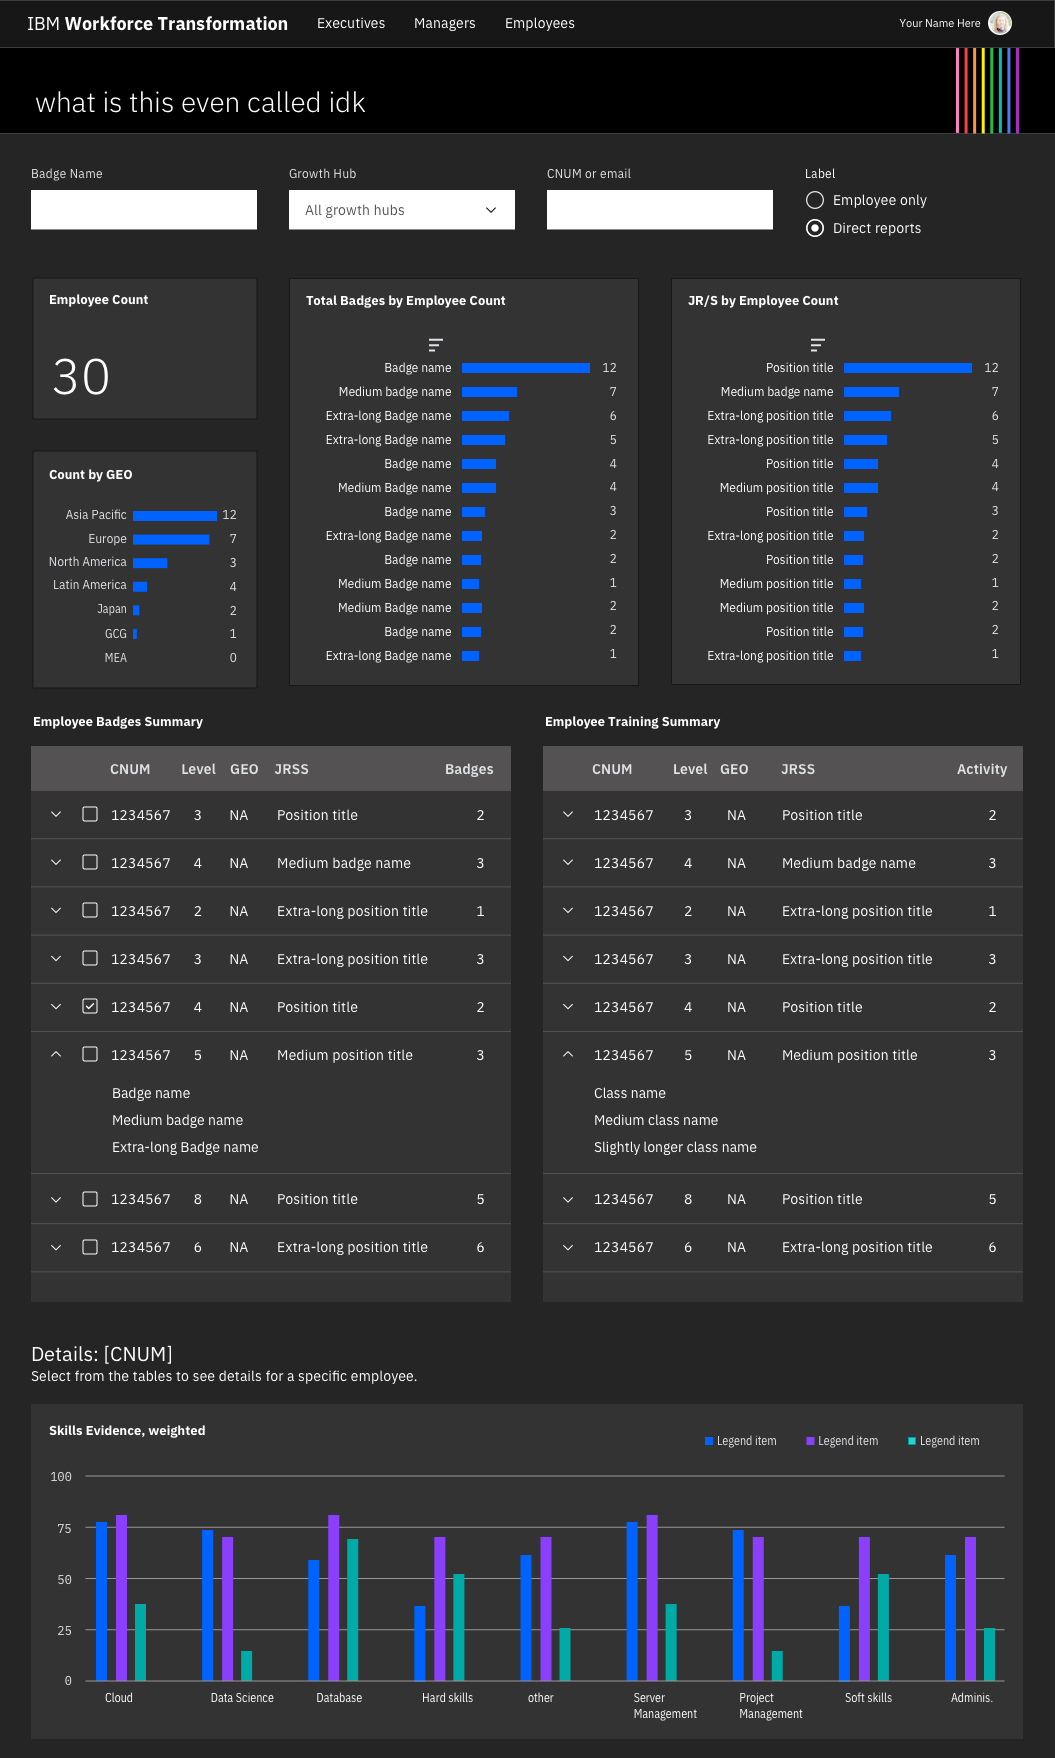 IBM Workforce Transformation Executives Managers Employees Your Name Here
what is this even called idk
Badge Name Growth Hub CNUM or email Label
All growth hubs
Employee only
Direct reports
Employee Count
30
Count by GEO
Asia Pacific 12
Europe 7
North America 3
Latin America 4
Japan 2
GCG 1
MEA 0
Total Badges by Employee Count
Badge name 12
Medium badge name 7
Extra-long Badge name 6
Extra-long Badge name 5
Badge name 4
Medium Badge name 4
Badge name 3
Extra-long Badge name 2
Badge name 2
Medium Badge name 1
Medium Badge name 2
Badge name 2
Extra-long Badge name 1
JR/S by Employee Count
Position title 12
Medium badge name 7
Extra-long position title 6
Extra-long position title 5
Position title 4
Medium position title 4
Position title 3
Extra-long position title 2
Position title 2
Medium position title 1
Medium position title 2
Position title 2
Extra-long position title 1
Employee Badges Summary
CNUM Level GEO JRSS Badges
1234567 3 NA Position title 2
1234567 4 NA Medium badge name 3
1234567 2 NA Extra-long position title 1
1234567 3 NA Extra-long position title 3
1234567 4 NA Position title 2
1234567 5 NA Medium position title 3
Badge name
Medium badge name
Extra-long Badge name
1234567 8 NA Position title 5
1234567 6 NA Extra-long position title 6
Employee Training Summary
CNUM Level GEO JRSS Activity
1234567 3 NA Position title 2
1234567 4 NA Medium badge name 3
1234567 2 NA Extra-long position title 1
1234567 3 NA Extra-long position title 3
1234567 4 NA Position title 2
1234567 5 NA Medium position title 3
Class name
Medium class name
Slightly longer class name
1234567 8 NA Position title 5
1234567 6 NA Extra-long position title 6
Details: [CNUM]
Select from the tables to see details for a specific employee.
Skills Evidence, weighted
Legend item Legend item Legend item
100
75
50
25
0
Cloud Data Science Database Hard skills other Server Project Soft skills Adminis.
Management Management